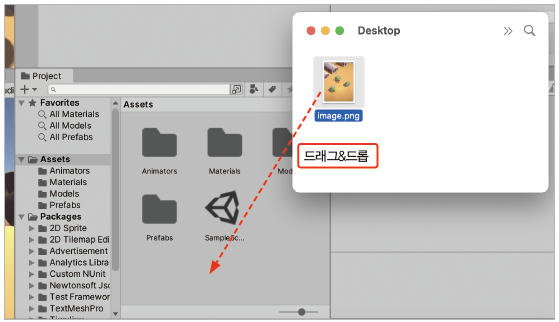 Desktop
image.png
드래그&드롭
Project
Favorites
All Materials
All Models
All Prefabs
Assets
Animators
Materials
Models
Prefabs
Packages
2D Sprite
2D Tilemap Edi
Advertisement
Analytics Libra
Custom NUnit
Newtonsoft Jsc
Test Framewor
TextMeshPro
Assets
Animators
Materials
Mod
Prefabs
SampleSc...